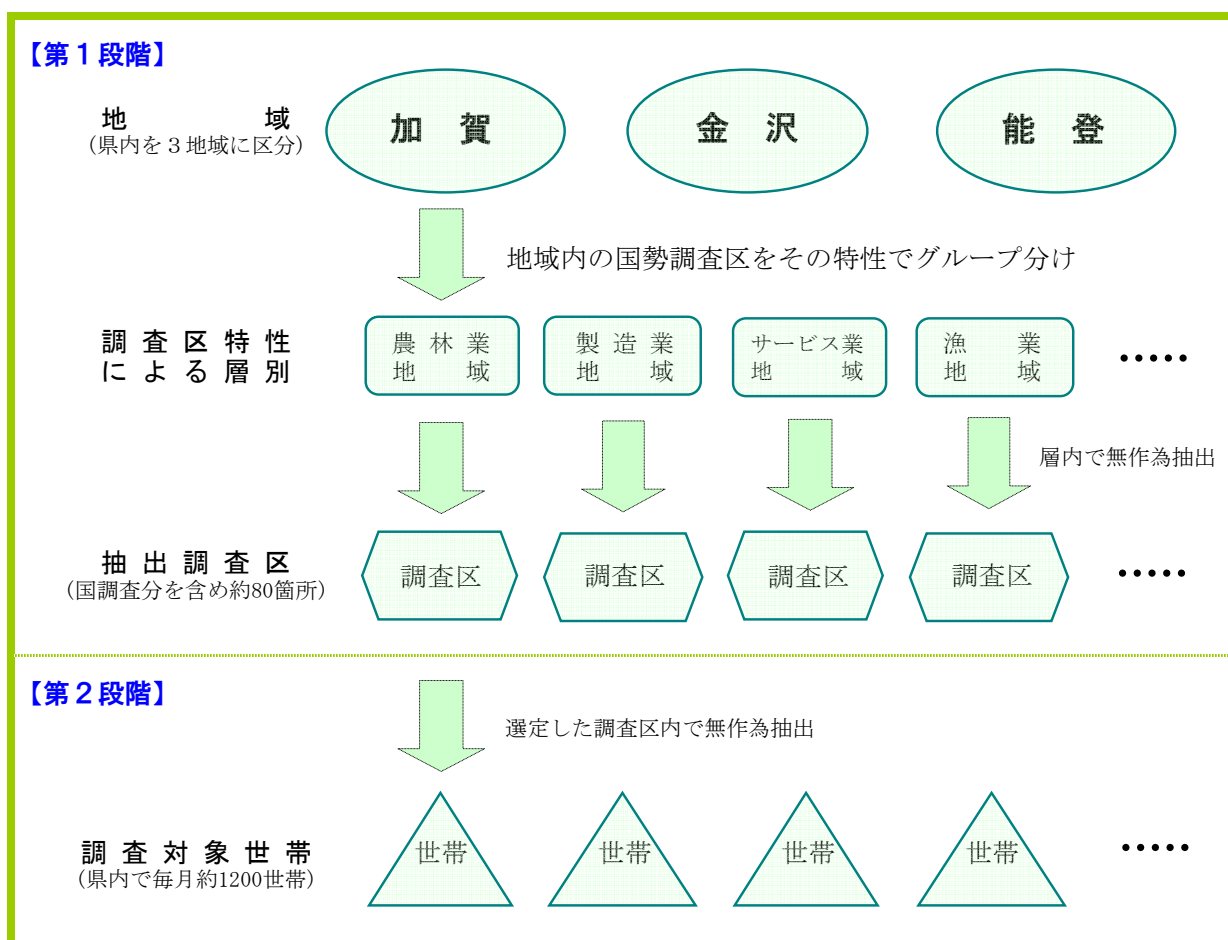 【第１段階】
地域
(県内を３地域に区分)
加賀
金沢
能登
地域内の国勢調査区をその特性でグループ分け
調査区特性
による層別
農林業
地域
製造業
地域
サービス業
地域
漁業
地域
・・・・・
層内で無作為抽出
抽出調査区
(国調査分を含め約80箇所)
調査区
調査区
調査区
調査区
・・・・・
【第２段階】
選定した調査区内で無作為抽出
調査対象世帯
(県内で毎月約1200世帯)
世帯
世帯
世帯
世帯
・・・・・